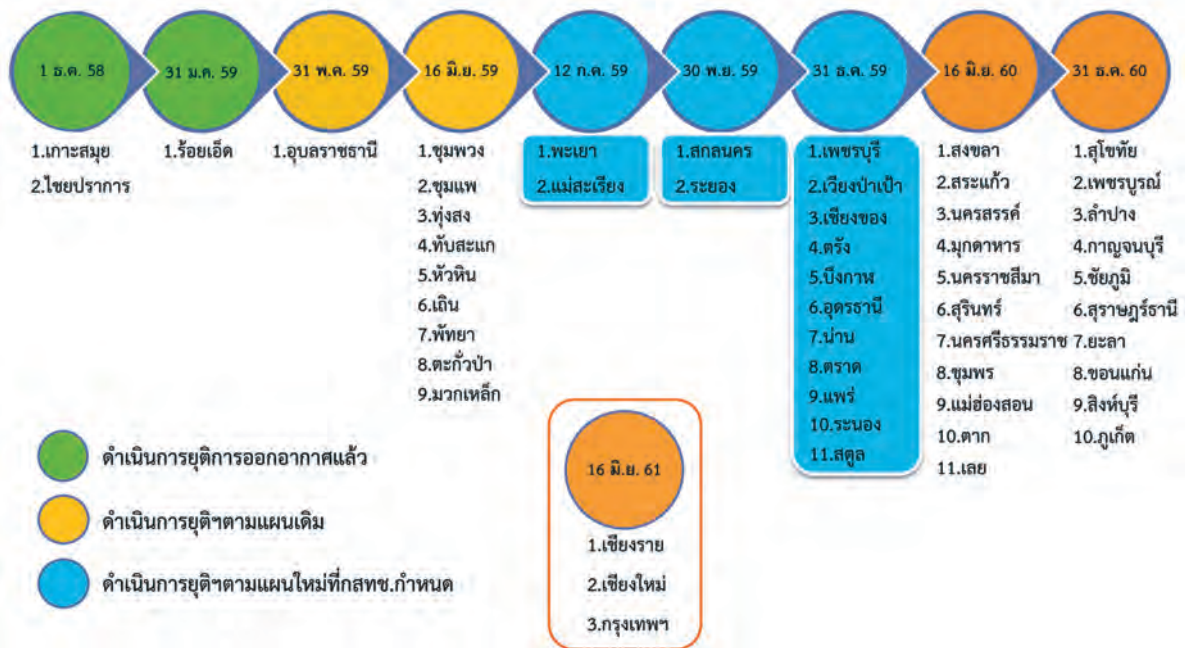 1 ธ.ค. 58
31 ม.ค. 59
31 พ.ค. 59
16 มิ.ย. 59
12 ก.ค. 59
30 พ.ย. 59
31 ธ.ค. 59
16 มิ.ย. 60
31 ธ.ค. 60
1.เกาะสมุย
2.ไชยปราการ
1.ร้อยเอ็ด
1.อุบลราชธานี
1.ชุมพวง
2.ชุมแพ
3.ทุ่งสง
4.ทับสะแก
5.หัวหิน
6.เถิน
7.พัทยา
8.ตะกั่วป่า
9.มวกเหล็ก
1.พะเยา
2.แม่สะเรียง
1.สกลนคร
2.ระยอง
1.เพชรบุรี
2.เวียงป่าเป้า
3.เชียงของ
4.ตรัง
5.บึงกาฬ
6.อุดรธานี
7.น่าน
8.ตราด
9.แพร่
10.ระนอง
11.สตูล
1.สงขลา
2.สระแก้ว
3.นครสรรค์
4.มุกดาหาร
5.นครราชสีมา
6.สุรินทร์
7.นครศรีธรรมราช
8.ชุมพร
9.แม่ฮ่องสอน
10.ตาก
11.เลย
1.สุโขทัย
2.เพชรบูรณ์
3.ลำปาง
4.กาญจนบุรี
5.ชัยภูมิ
6.สุราษฎร์ธานี
7.ยะลา
8.ขอนแก่น
9.สิงห์บุรี
10.ภูเก็ต
ดำเนินการยุติการออกอากาศแล้ว
ดำเนินการยุติฯตามแผนเดิม
ดำเนินการยุติฯตามแผนใหม่ที่กสทช.กำหนด
16 มิ.ย. 61
1.เชียงราย
2.เชียงใหม่
3.กรุงเทพฯ